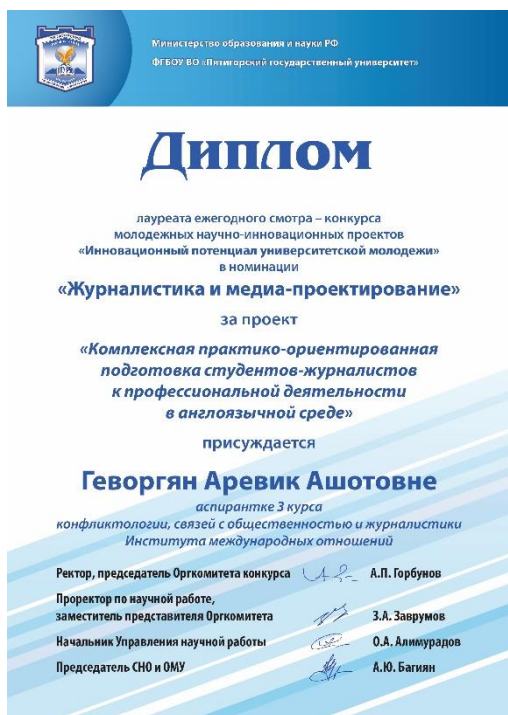 Министерство образования и науки РФ
ФГБОУ ВО «Пятигорский государственный университет»
Диплом
лауреата ежегодного смотра – конкурса
молодежных научно-инновационных проектов
«Инновационный потенциал университетской молодежи»
в номинации
«Журналистика и медиа-проектирование»
за проект
«Комплексная практико-ориентированная
подготовка студентов-журналистов
к профессиональной деятельности
в англоязычной среде»
присуждается
Геворгян Аревик Ашотовне
аспирантке 3 курса
конфликтологии, связей с общественностью и журналистики
Института международных отношений
Ректор, председатель Оргкомитета конкурса А.П. Горбунов
Проректор по научной работе,
заместитель представителя Оргкомитета З.А. Заврумов
Начальник Управления научной работы О.А. Алимурадов
Председатель СНО и ОМУ А.Ю. Багиян